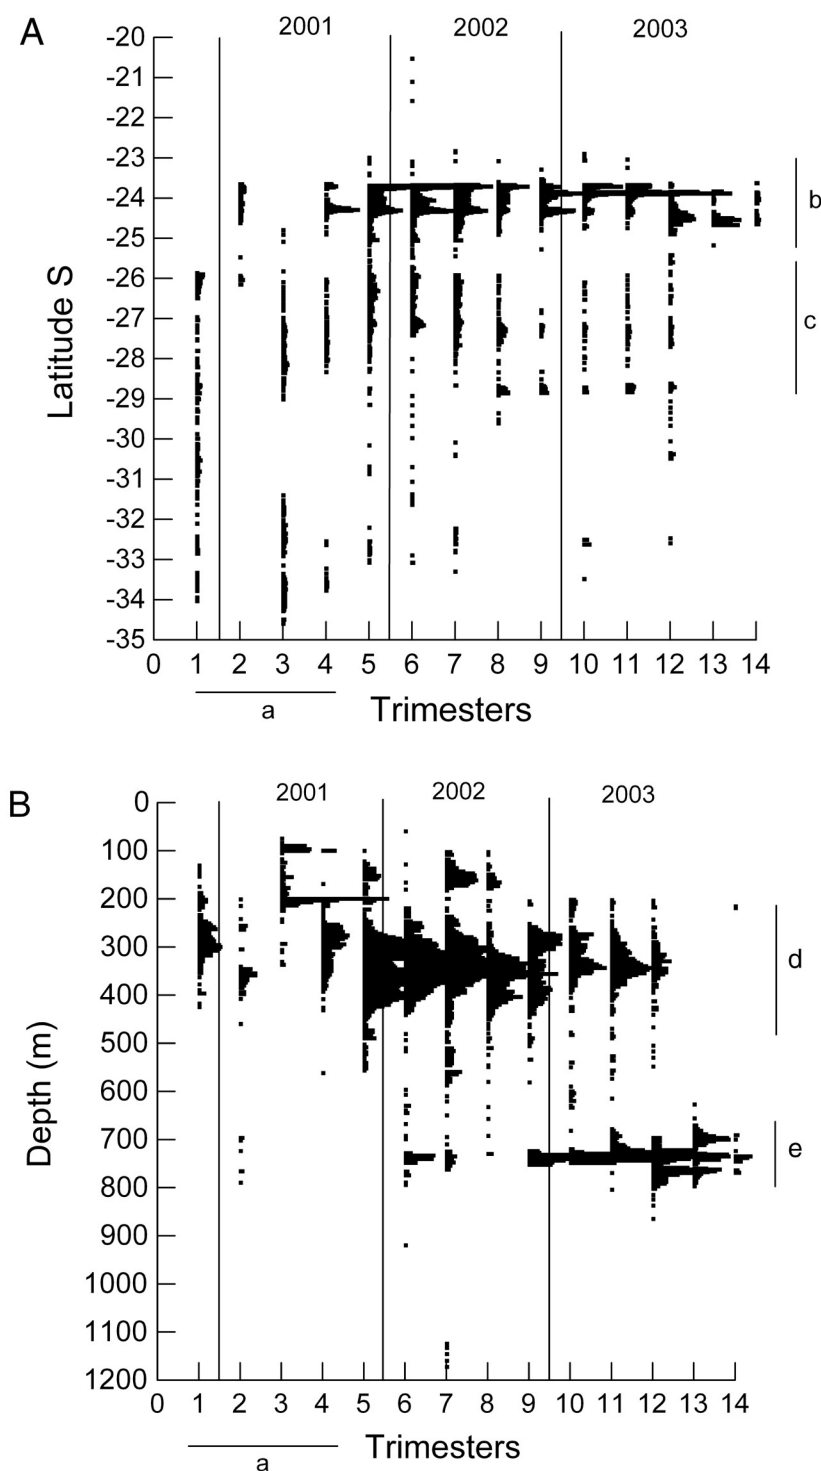 A
2001 2002 2003
-20
-21
-22
-23
-24
-25
-26
-27
-28
-29
-30
-31
-32
-33
-34
-35
Latitude S
b
c
0 1 2 3 4 5 6 7 8 9 10 11 12 13 14
a
Trimesters
B
2001 2002 2003
0
100
200
300
400
500
600
700
800
900
1000
1100
1200
Depth (m)
d
e
0 1 2 3 4 5 6 7 8 9 10 11 12 13 14
a
Trimesters